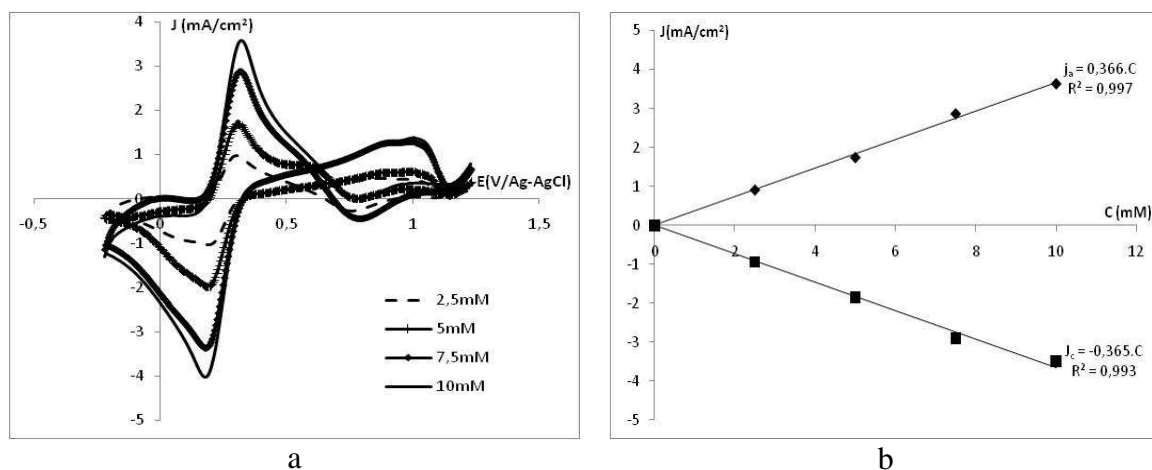 J (mA/cm²)
4
3
2
1
0
-1
-2
-3
-4
-5
-0,5
0
0,5
1
1,5
E(V/Ag-AgCl)
2,5mM
5mM
7,5mM
10mM
a
J(mA/cm²)
5
4
3
2
1
0
-1
-2
-3
-4
-5
0
2
4
6
8
10
12
C (mM)
jₐ = 0,366.C
R² = 0,997
J꜀ = -0,365.C
R² = 0,993
b